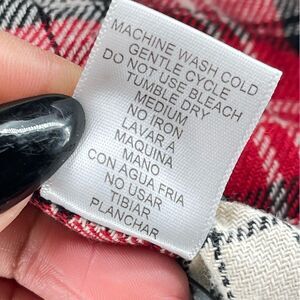 MACHINE WASH COLD
GENTLE CYCLE
DO NOT USE BLEACH
TUMBLE DRY
MEDIUM
NO IRON
LAVAR A
MAQUINA
MANO
CON AGUA FRIA
NO USAR
TIBIAR
PLANCHAR